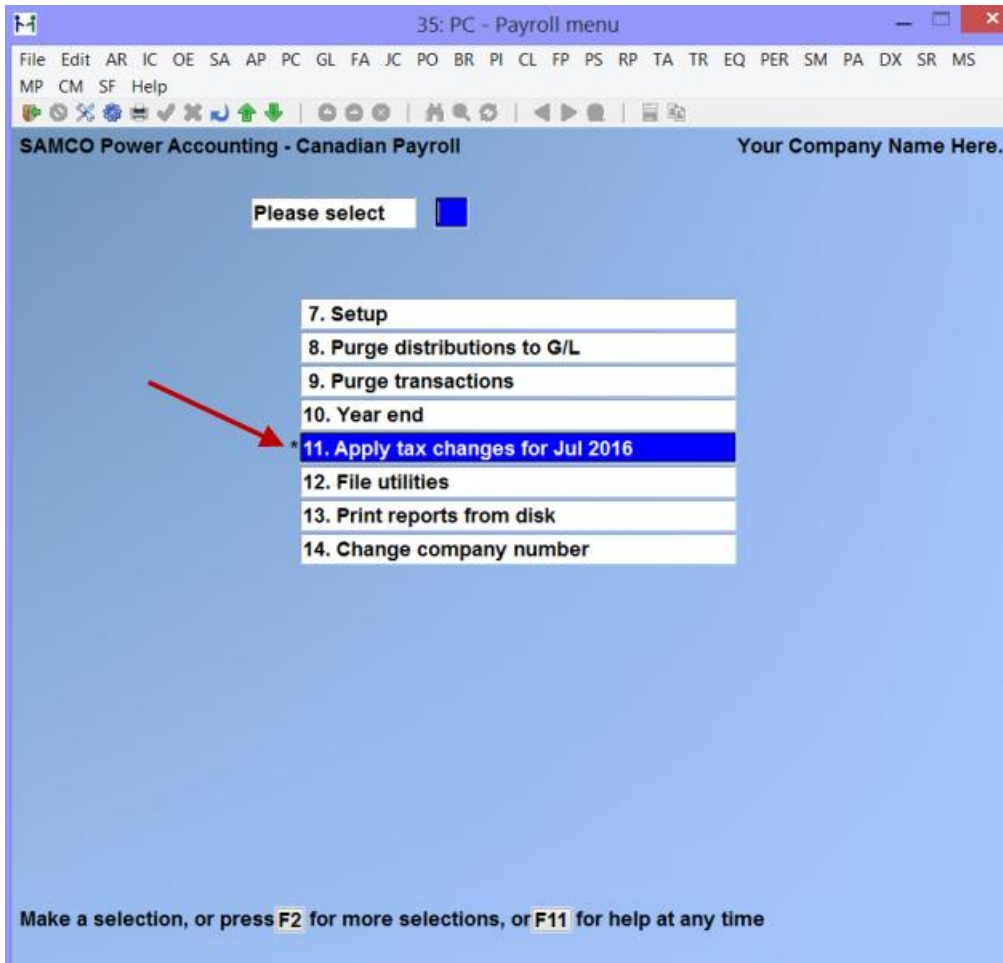 35: PC - Payroll menu
File Edit AR IC OE SA AP PC GL FA JC PO BR PI CL FP PS RP TA TR EQ PER SM PA DX SR MS
MP CM SF Help
SAMCO Power Accounting - Canadian Payroll Your Company Name Here.
Please select
7. Setup
8. Purge distributions to G/L
9. Purge transactions
10. Year end
*11. Apply tax changes for Jul 2016
12. File utilities
13. Print reports from disk
14. Change company number
Make a selection, or press F2 for more selections, or F11 for help at any time